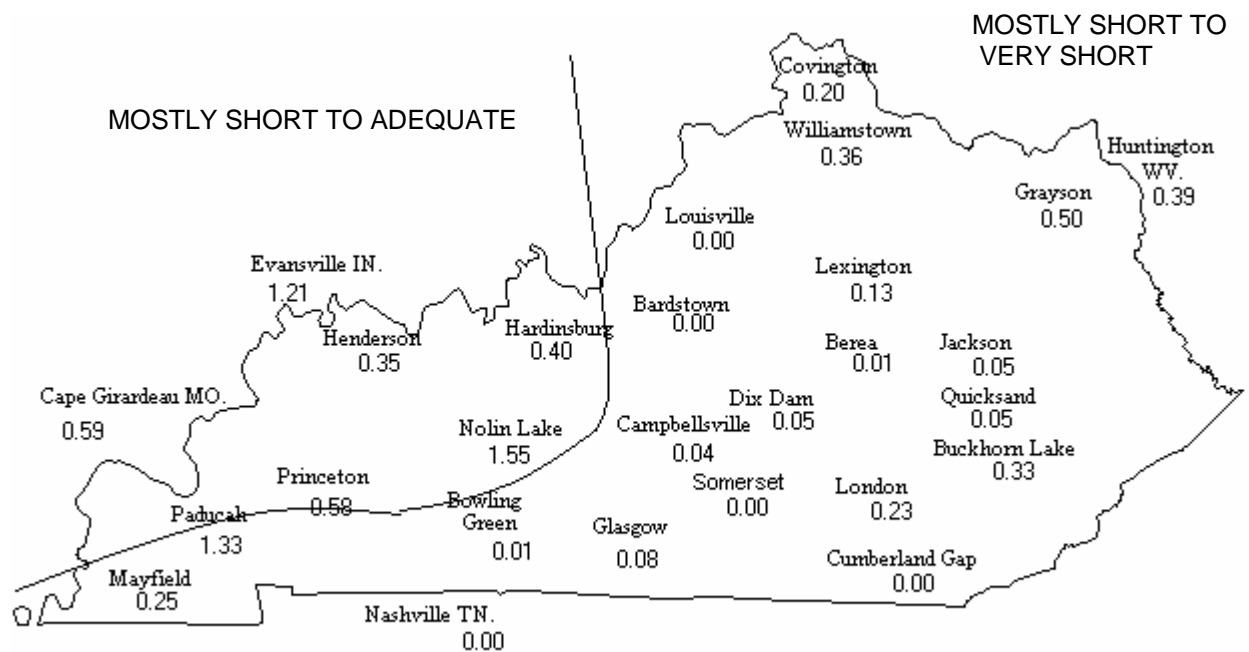 MOSTLY SHORT TO
VERY SHORT
MOSTLY SHORT TO ADEQUATE
Covington
0.20
Williamstown
0.36
Huntington
WV.
0.39
Grayson
0.50
Louisville
0.00
Evansville IN.
1.21
Lexington
0.13
Bardstown
0.00
Henderson
0.35
Hardinsburg
0.40
Berea
0.01
Jackson
0.05
Cape Girardeau MO.
0.59
Dix Dam
0.05
Quicksand
0.05
Nolin Lake
1.55
Campbellsville
0.04
Buckhorn Lake
0.33
Princeton
0.58
Somerset
0.00
London
0.23
Paducah
1.33
Bowling
Green
0.01
Glasgow
0.08
Cumberland Gap
0.00
Mayfield
0.25
Nashville TN.
0.00